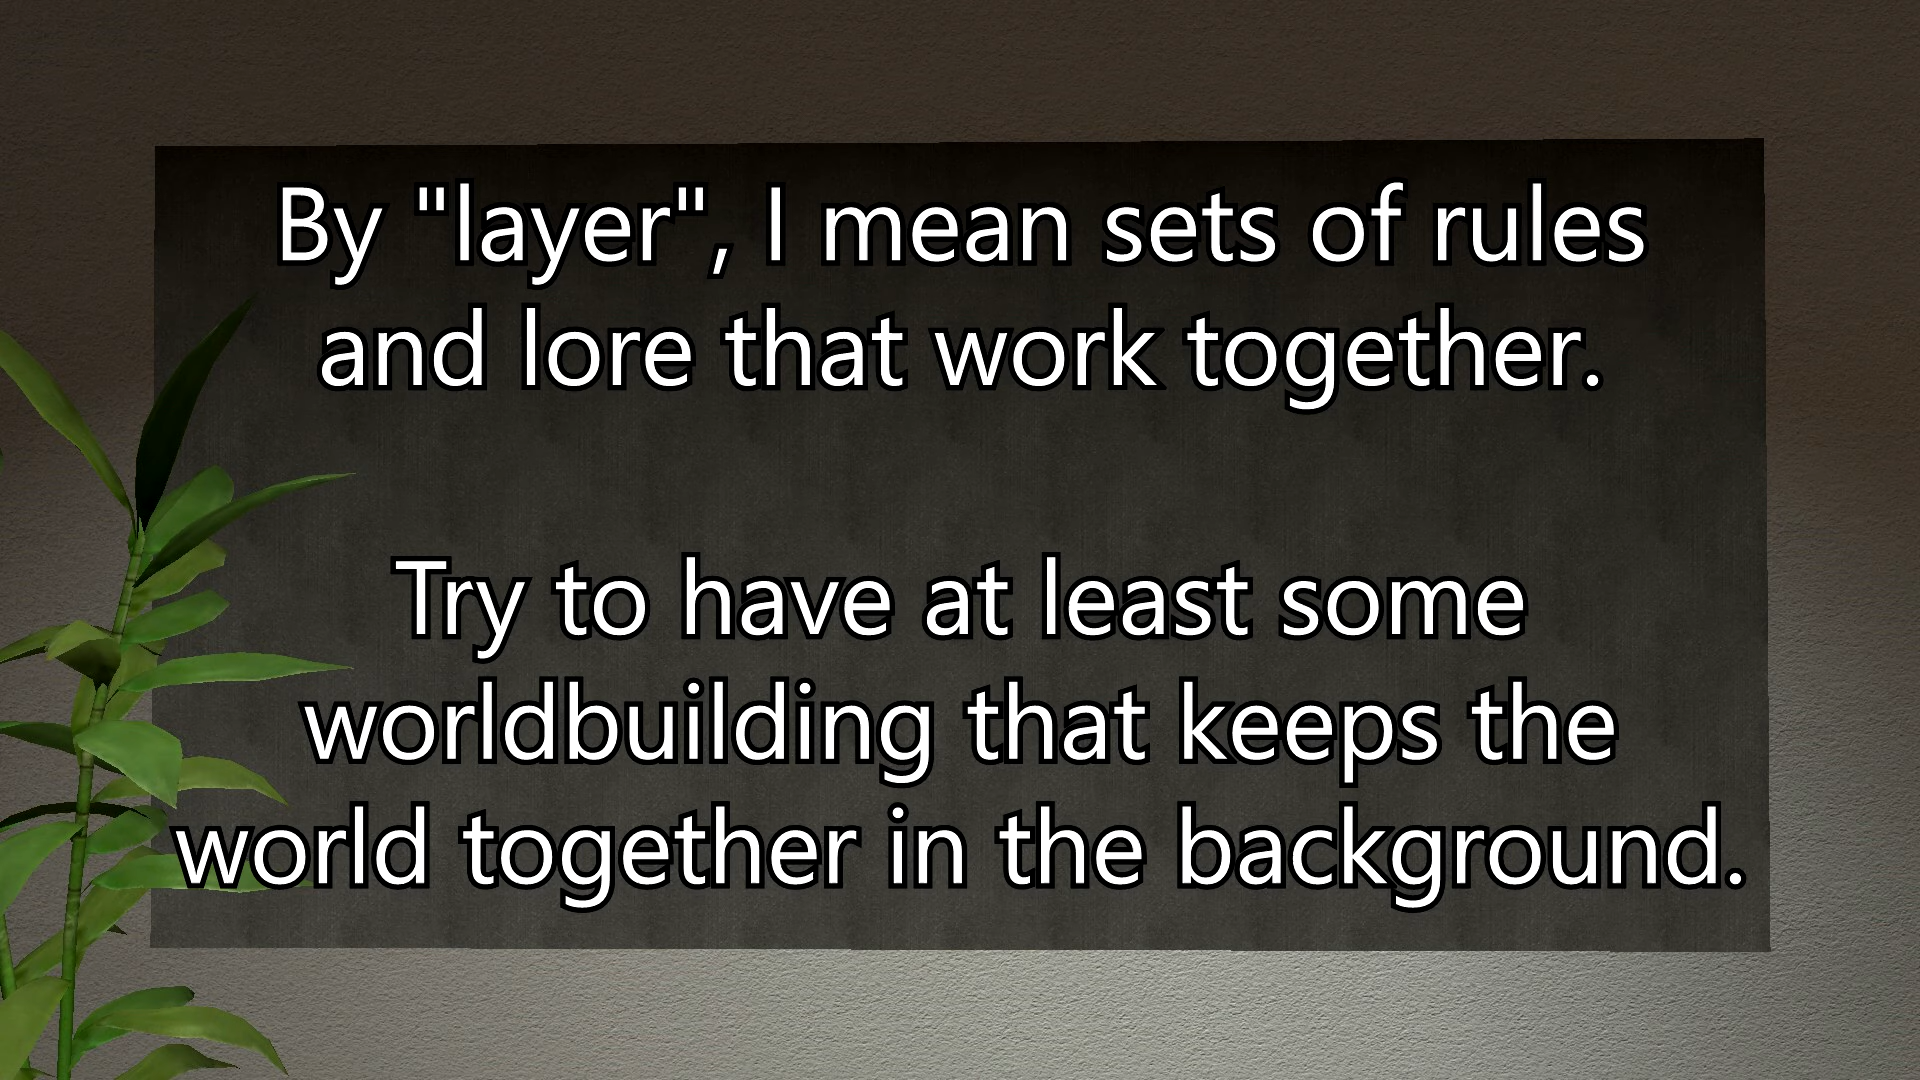 By "layer", I mean sets of rules
and lore that work together.
Try to have at least some
worldbuilding that keeps the
world together in the background.